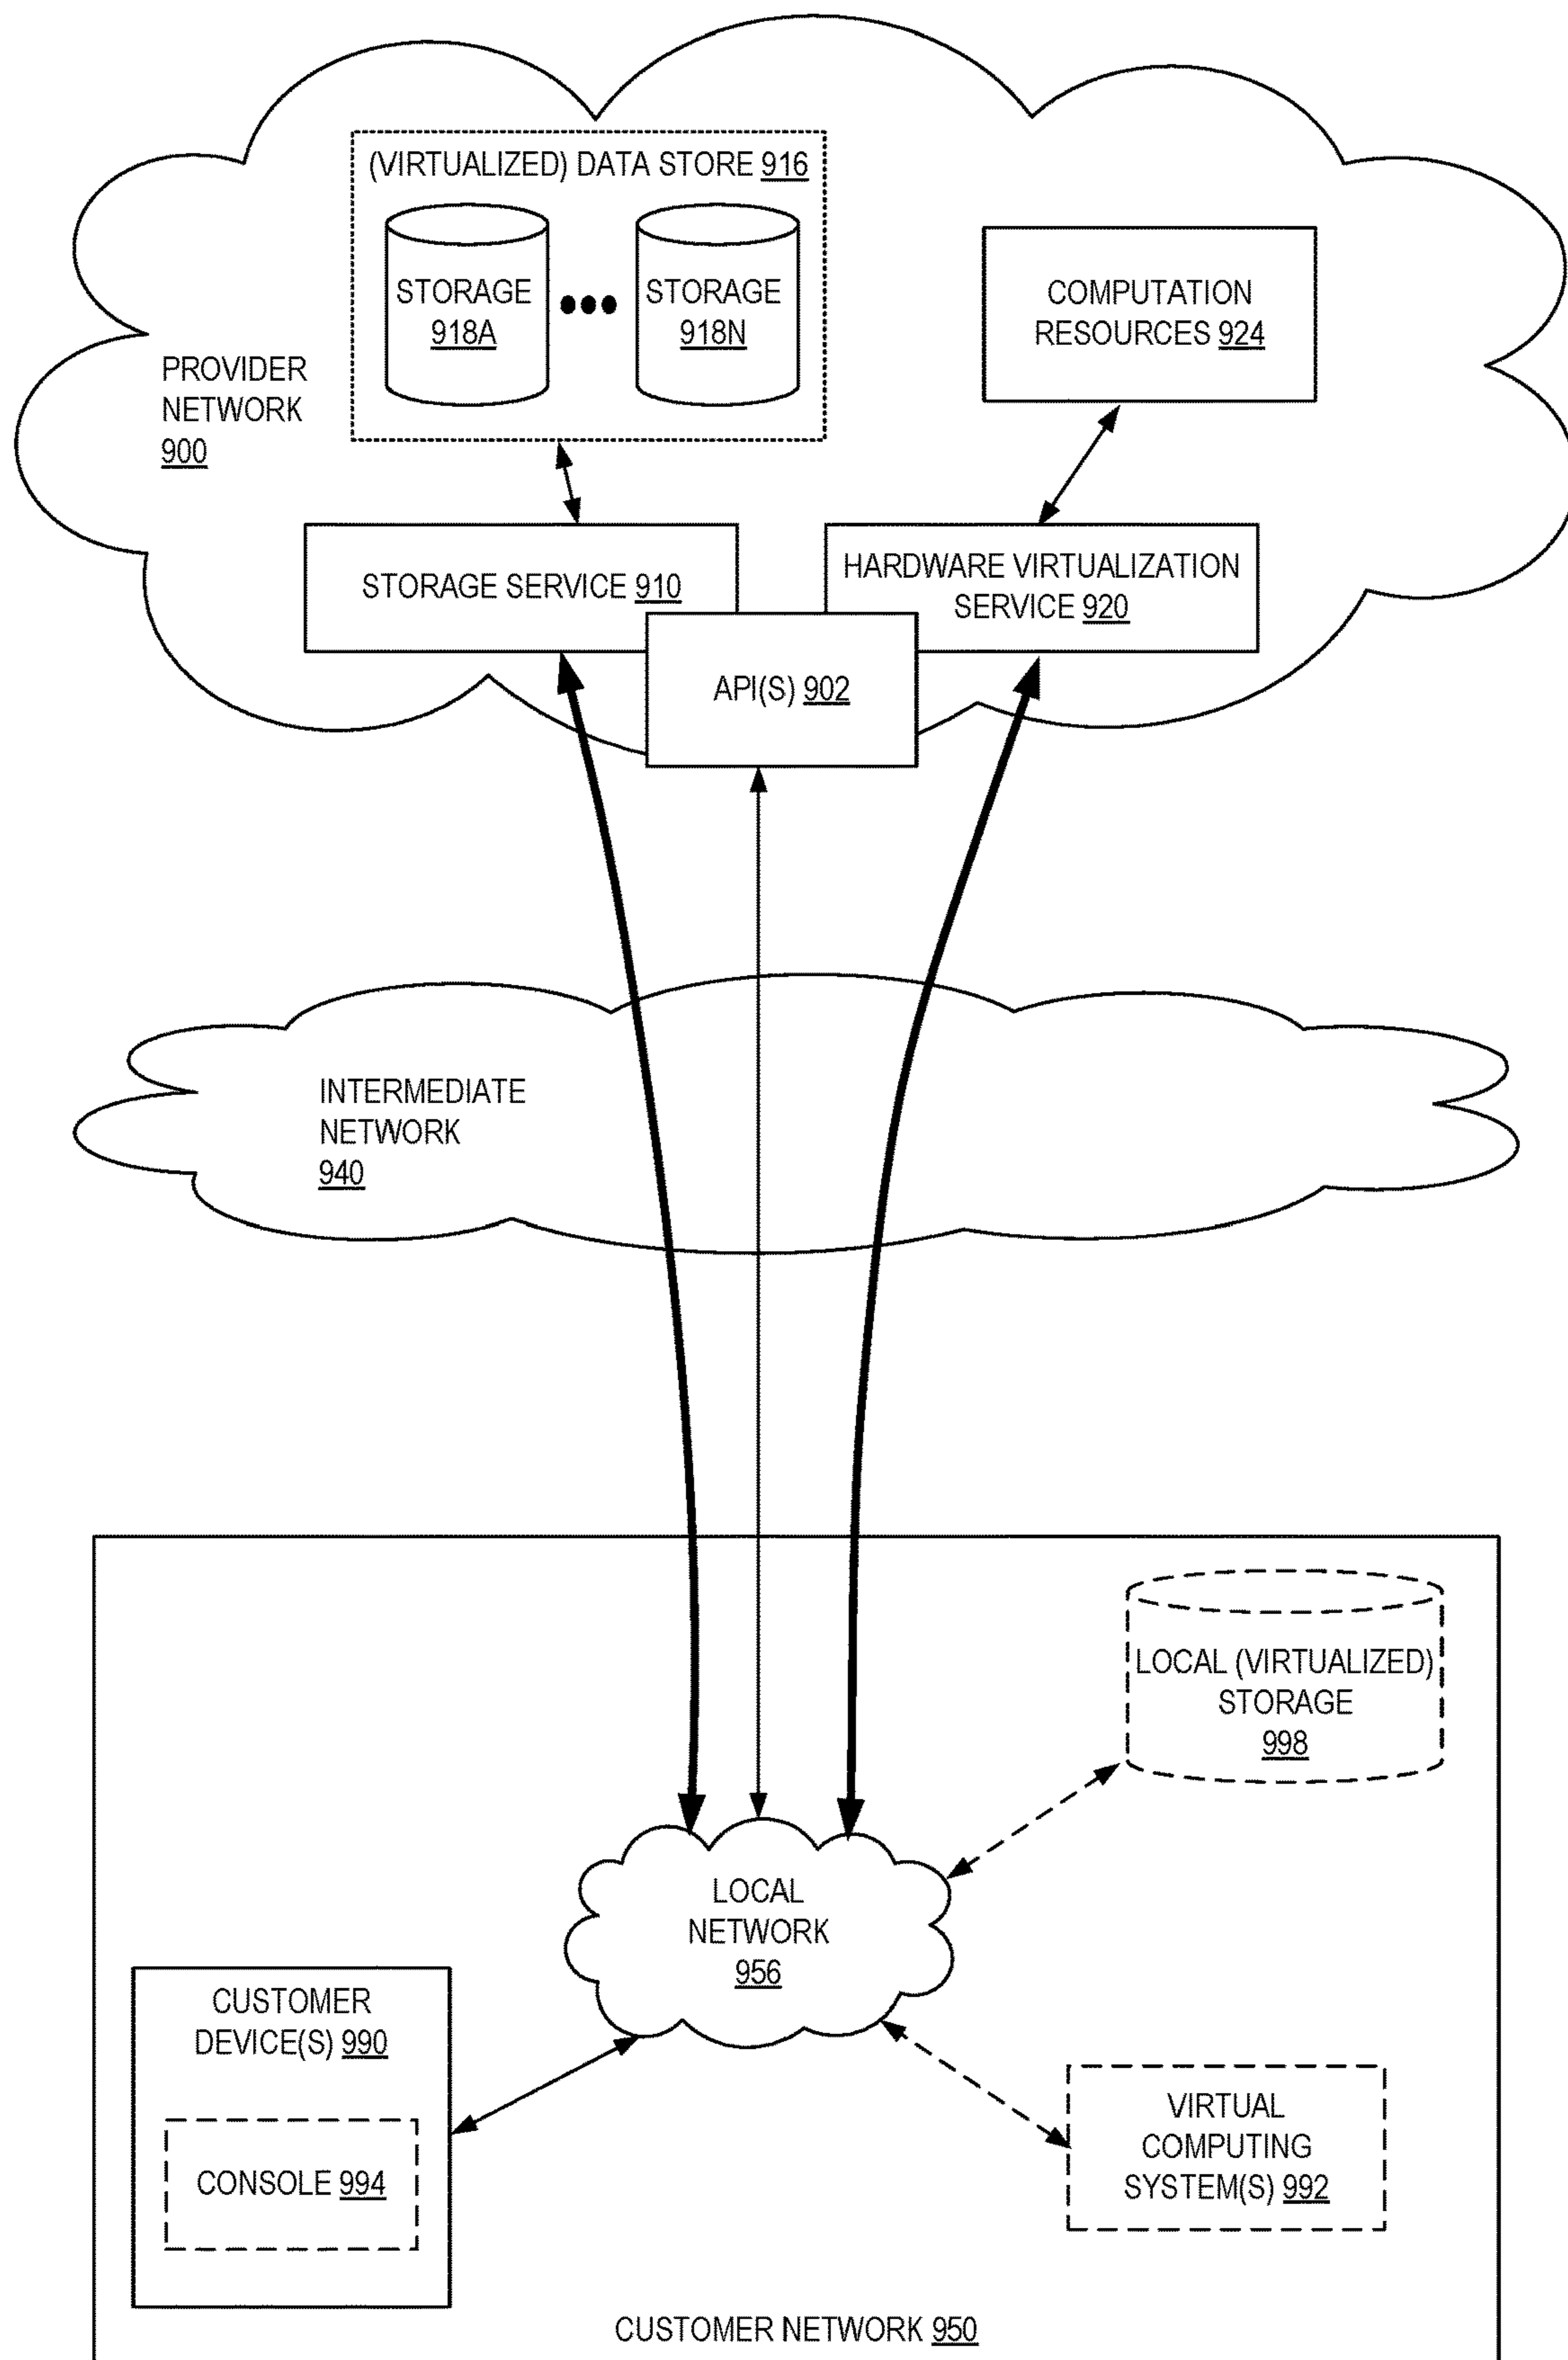 (VIRTUALIZED) DATA STORE 916
STORAGE
918A
STORAGE
918N
COMPUTATION
RESOURCES 924
PROVIDER
NETWORK
900
STORAGE SERVICE 910
HARDWARE VIRTUALIZATION
SERVICE 920
API(S) 902
INTERMEDIATE
NETWORK
940
LOCAL (VIRTUALIZED)
STORAGE
998
LOCAL
NETWORK
956
CUSTOMER
DEVICE(S) 990
CONSOLE 994
VIRTUAL
COMPUTING
SYSTEM(S) 992
CUSTOMER NETWORK 950